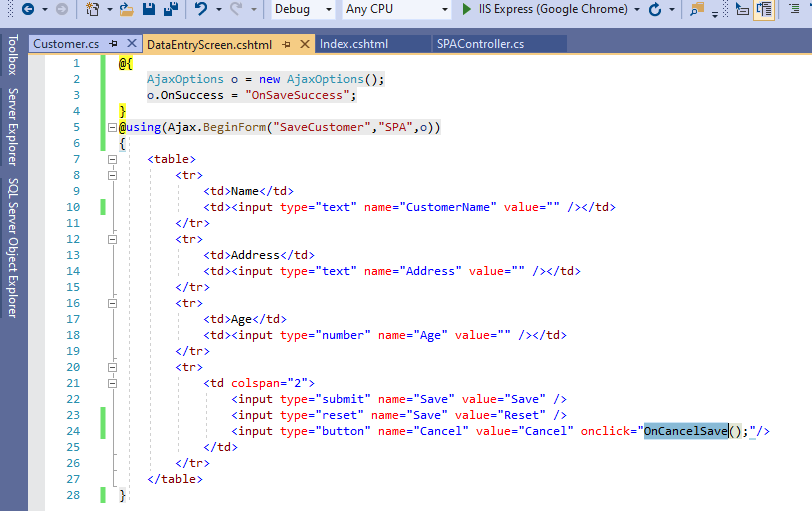 Debug Any CPU IIS Express (Google Chrome)
Customer.cs DataEntryScreen.cshtml Index.cshtml SPAController.cs
Toolbox
Server Explorer
SQL Server Object Explorer
1 @{
2 AjaxOptions o = new AjaxOptions();
3 o.OnSuccess = "OnSaveSuccess";
4 }
5 @using(Ajax.BeginForm("SaveCustomer","SPA",o))
6 {
7 <table>
8 <tr>
9 <td>Name</td>
10 <td><input type="text" name="CustomerName" value="" /></td>
11 </tr>
12 <tr>
13 <td>Address</td>
14 <td><input type="text" name="Address" value="" /></td>
15 </tr>
16 <tr>
17 <td>Age</td>
18 <td><input type="number" name="Age" value="" /></td>
19 </tr>
20 <tr>
21 <td colspan="2">
22 <input type="submit" name="Save" value="Save" />
23 <input type="reset" name="Save" value="Reset" />
24 <input type="button" name="Cancel" value="Cancel" onclick="OnCancelSave();"/>
25 </td>
26 </tr>
27 </table>
28 }